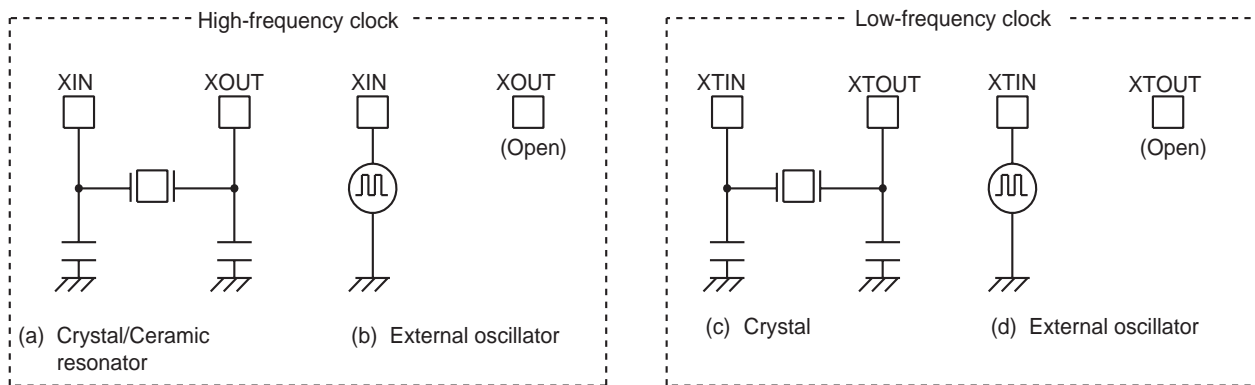 High-frequency clock
XIN
XOUT
XIN
XOUT
(Open)
(a) Crystal/Ceramic
resonator
(b) External oscillator
Low-frequency clock
XTIN
XTOUT
XTIN
XTOUT
(Open)
(c) Crystal
(d) External oscillator